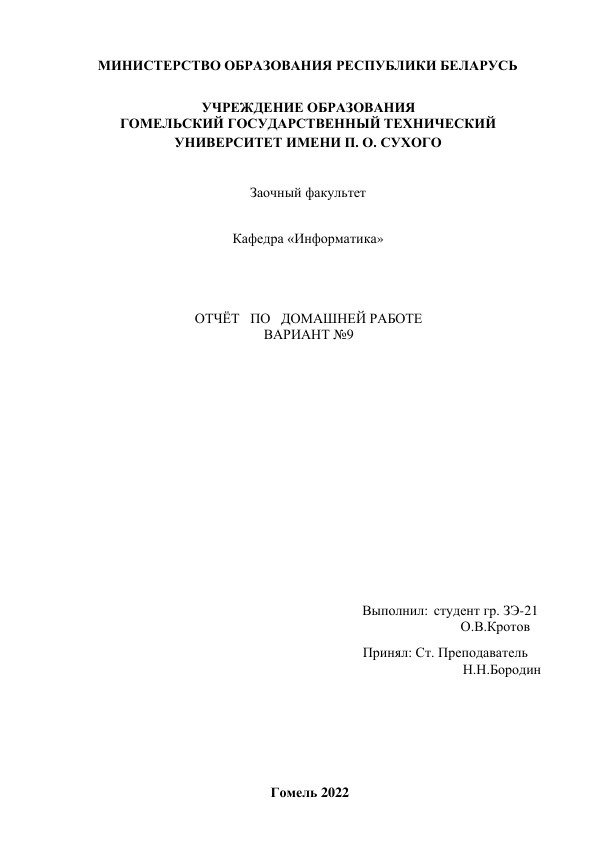 МИНИСТЕРСТВО ОБРАЗОВАНИЯ РЕСПУБЛИКИ БЕЛАРУСЬ
УЧРЕЖДЕНИЕ ОБРАЗОВАНИЯ
ГОМЕЛЬСКИЙ ГОСУДАРСТВЕННЫЙ ТЕХНИЧЕСКИЙ
УНИВЕРСИТЕТ ИМЕНИ П. О. СУХОГО
Заочный факультет
Кафедра «Информатика»
ОТЧЁТ ПО ДОМАШНЕЙ РАБОТЕ
ВАРИАНТ №9
Выполнил: студент гр. ЗЭ-21
О.В.Кротов
Принял: Ст. Преподаватель
Н.Н.Бородин
Гомель 2022